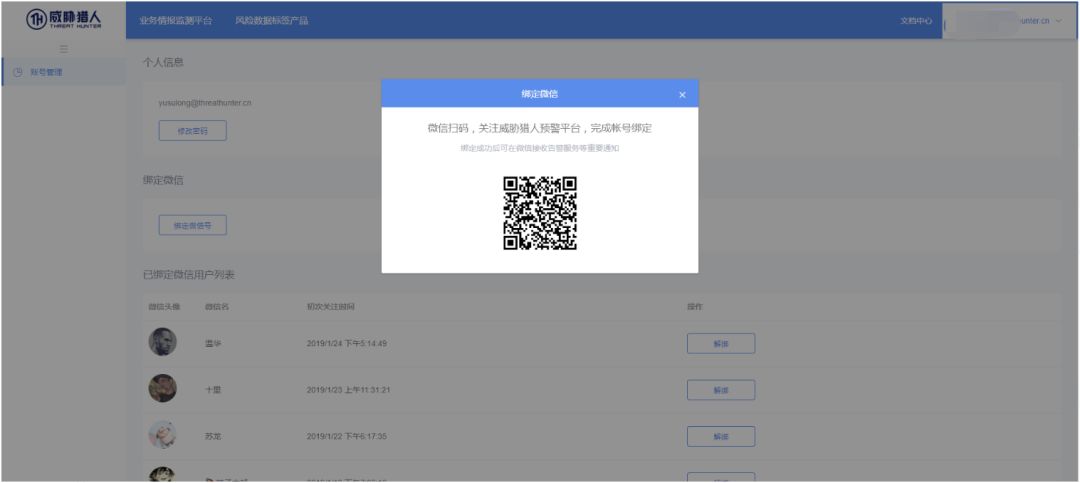 威胁猎人
THREAT HUNTER
业务情报监测平台
风险数据标签产品
文档中心
unter.cn
账号管理
个人信息
yusulong@threathunter.cn
修改密码
绑定微信
绑定微信号
绑定微信
微信扫码，关注威胁猎人预警平台，完成帐号绑定
绑定成功后可在微信接收告警服务等重要通知
已绑定微信用户列表
微信头像 微信名 初次关注时间 操作
温华 2019/1/24 下午5:14:49 解绑
十里 2019/1/23 上午11:31:21 解绑
苏龙 2019/1/22 下午6:17:35 解绑